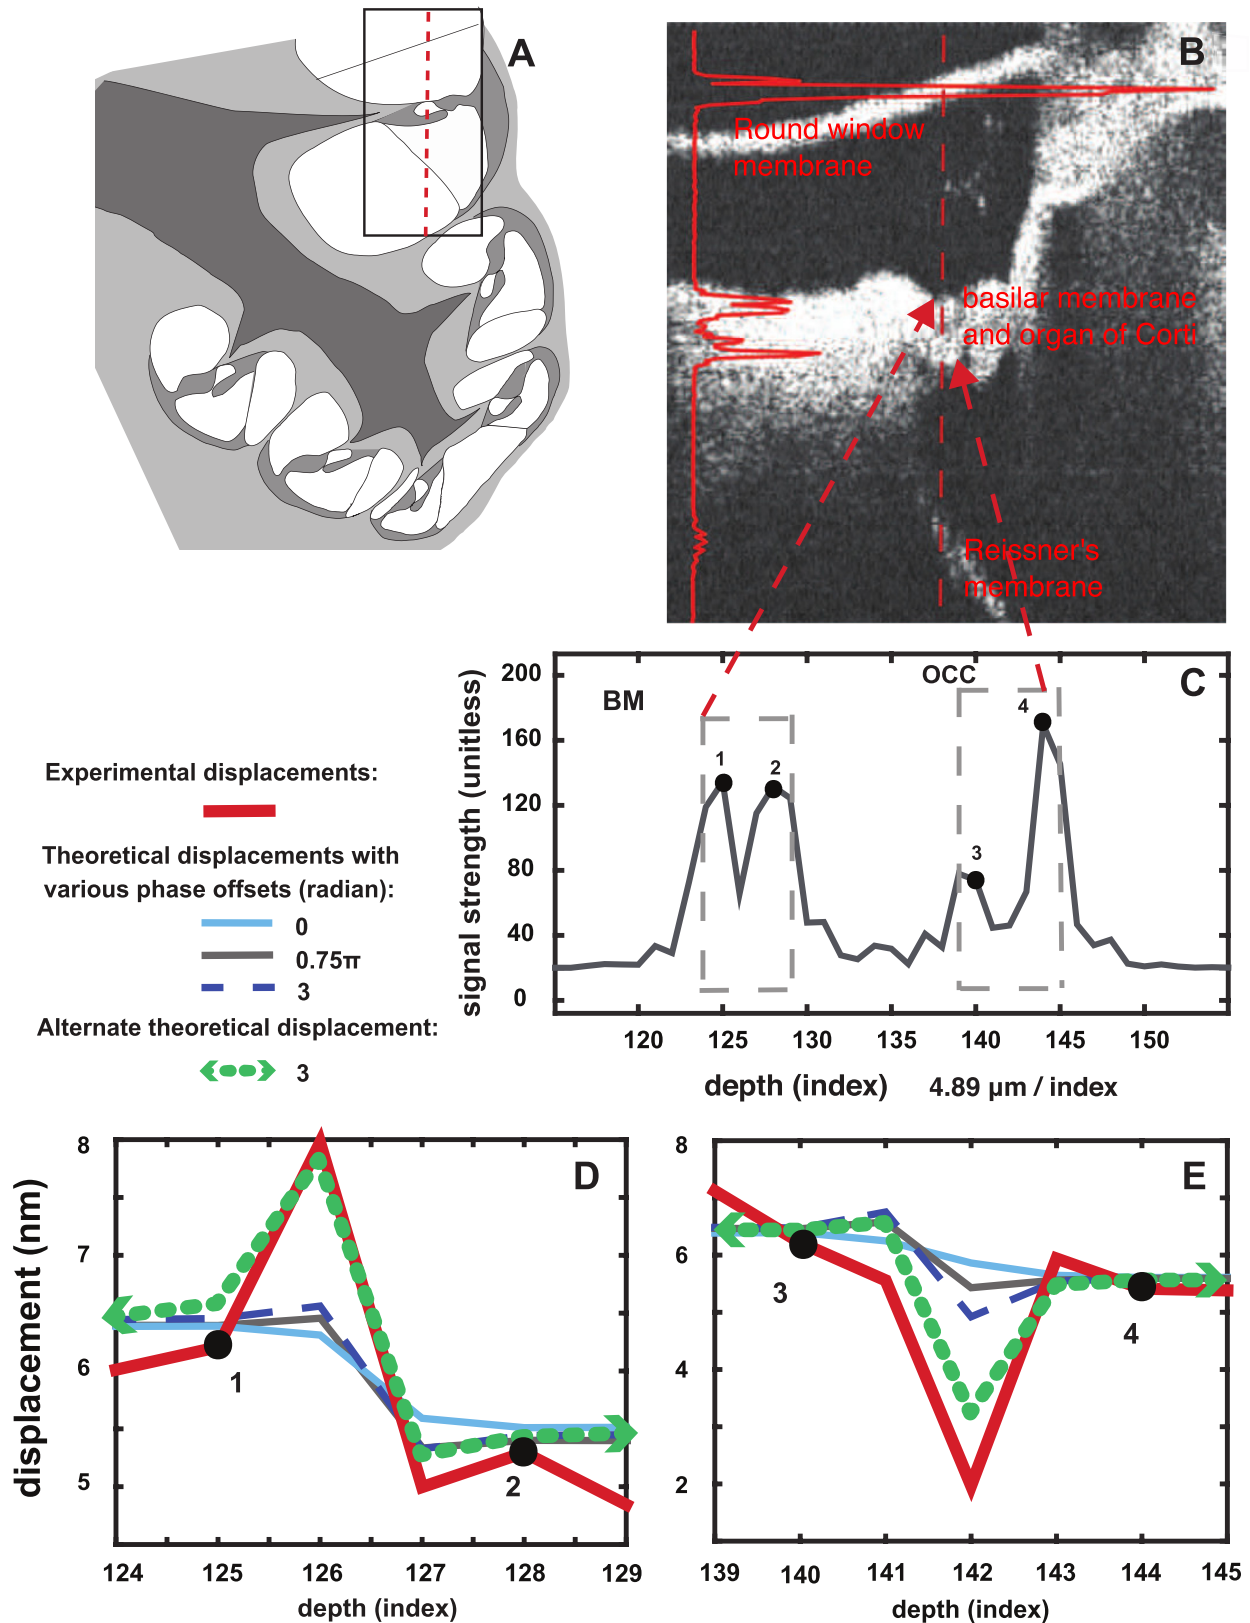 A
B
Round window
membrane
basilar membrane
and organ of Corti
Reissner's
membrane
C
BM
OCC
1
2
3
4
signal strength (unitless)
200
160
120
80
40
0
120
125
130
135
140
145
150
depth (index)
4.89 µm / index
Experimental displacements:
Theoretical displacements with
various phase offsets (radian):
0
0.75π
3
Alternate theoretical displacement:
3
D
displacement (nm)
8
7
6
5
1
2
124
125
126
127
128
129
depth (index)
E
8
6
4
2
3
4
139
140
141
142
143
144
145
depth (index)